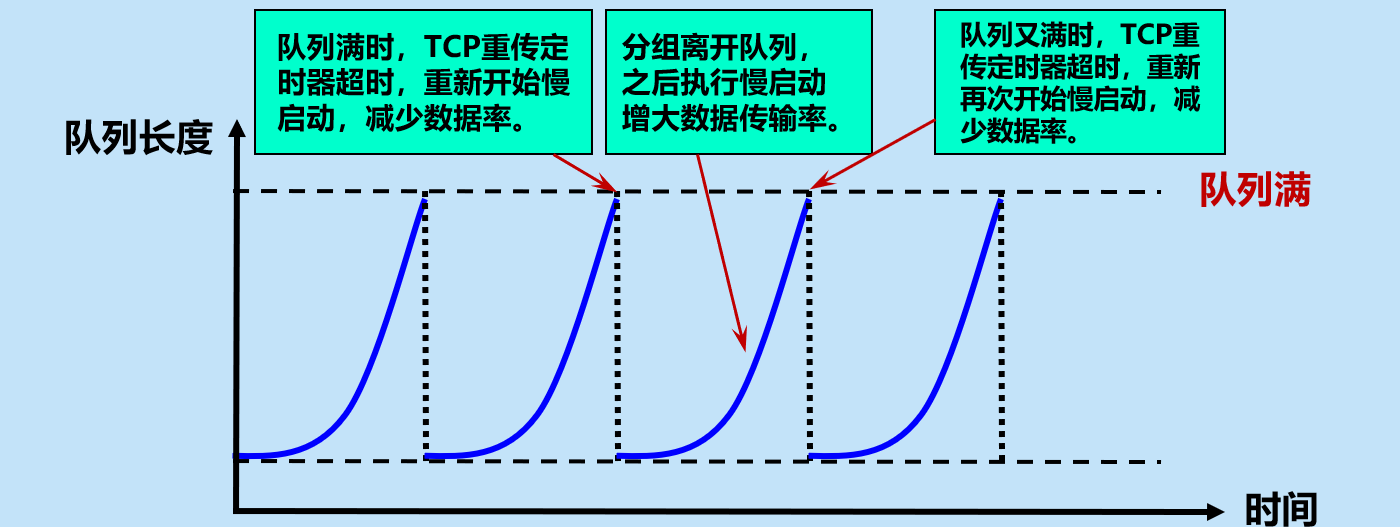 队列满时，TCP重传定
时器超时，重新开始慢
启动，减少数据率。
分组离开队列，
之后执行慢启动
增大数据传输率。
队列又满时，TCP重
传定时器超时，重新
再次开始慢启动，减
少数据率。
队列长度
队列满
时间